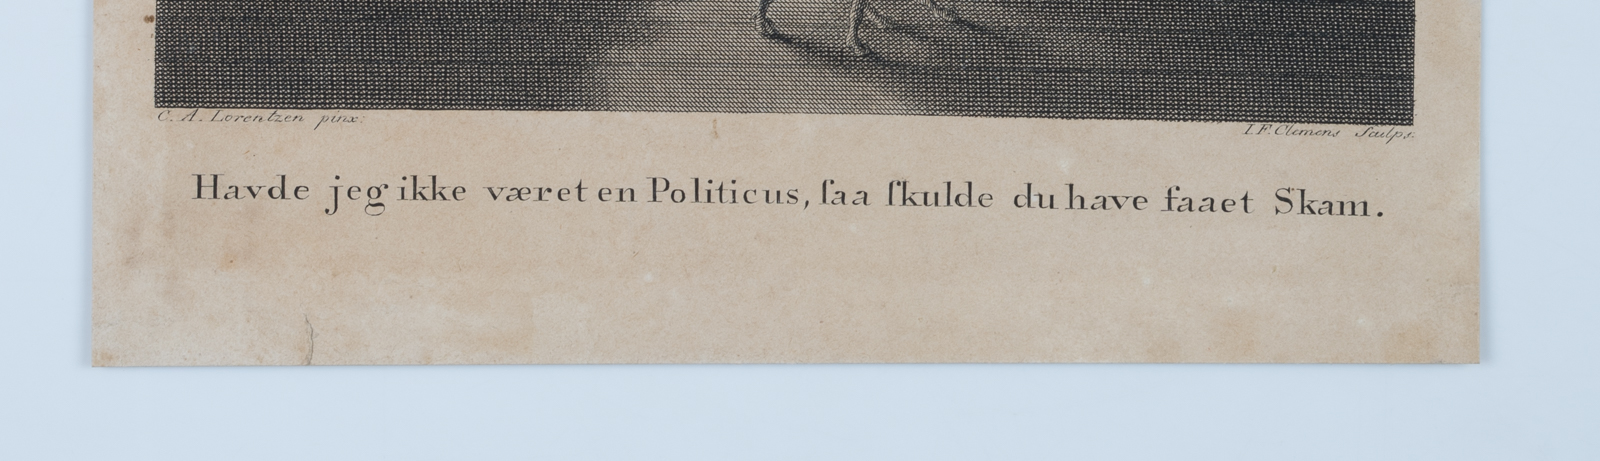 C. A. Lorentzen pinx:
I. F. Clemens Sculps.
Havde jeg ikke været en Politicus, ſaa ſkulde du have faaet Skam.